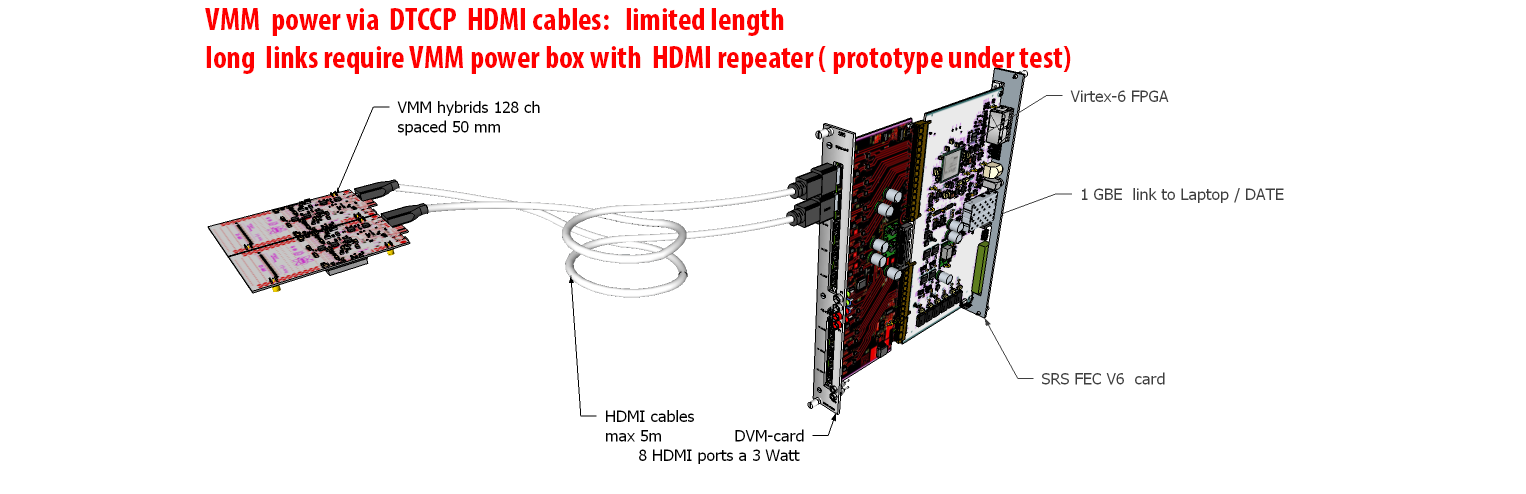 VMM power via DTCCP HDMI cables: limited length
long links require VMM power box with HDMI repeater ( prototype under test)
VMM hybrids 128 ch
spaced 50 mm
Virtex-6 FPGA
1 GBE link to Laptop / DATE
SRS FEC V6 card
HDMI cables
max 5m
DVM-card
8 HDMI ports a 3 Watt